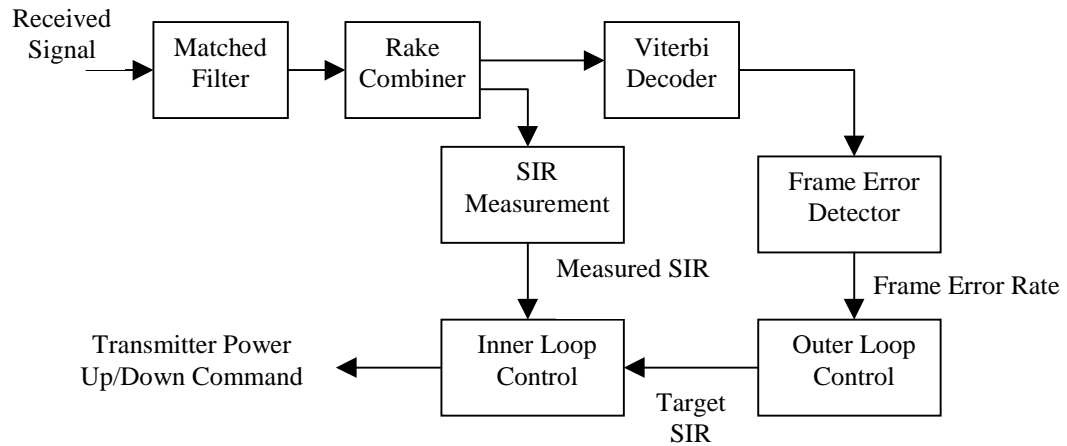 Received
Signal
Matched
Filter
Rake
Combiner
Viterbi
Decoder
SIR
Measurement
Frame Error
Detector
Measured SIR
Frame Error Rate
Transmitter Power
Up/Down Command
Inner Loop
Control
Outer Loop
Control
Target
SIR